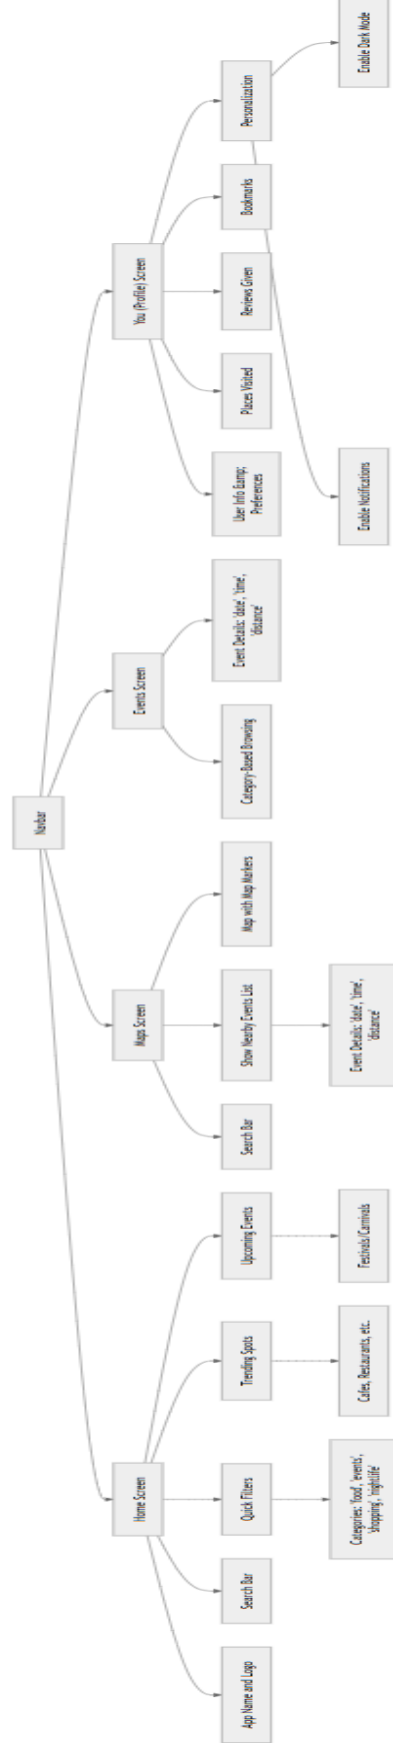 Navbar
Home Screen
Maps Screen
Events Screen
You (Profile) Screen
App Name and Logo
Search Bar
Quick Filters
Trending Spots
Upcoming Events
Search Bar
Show Nearby Events List
Map with Map Markers
Category-Based Browsing
Event Details: 'date', 'time',
'distance'
User Info &amp;
Preferences
Places Visited
Reviews Given
Bookmarks
Personalization
Categories: 'food', 'events',
'shopping', 'nightlife'
Cafes, Restaurants, etc.
Festivals/Carnivals
Event Details: 'date', 'time',
'distance'
Enable Notifications
Enable Dark Mode